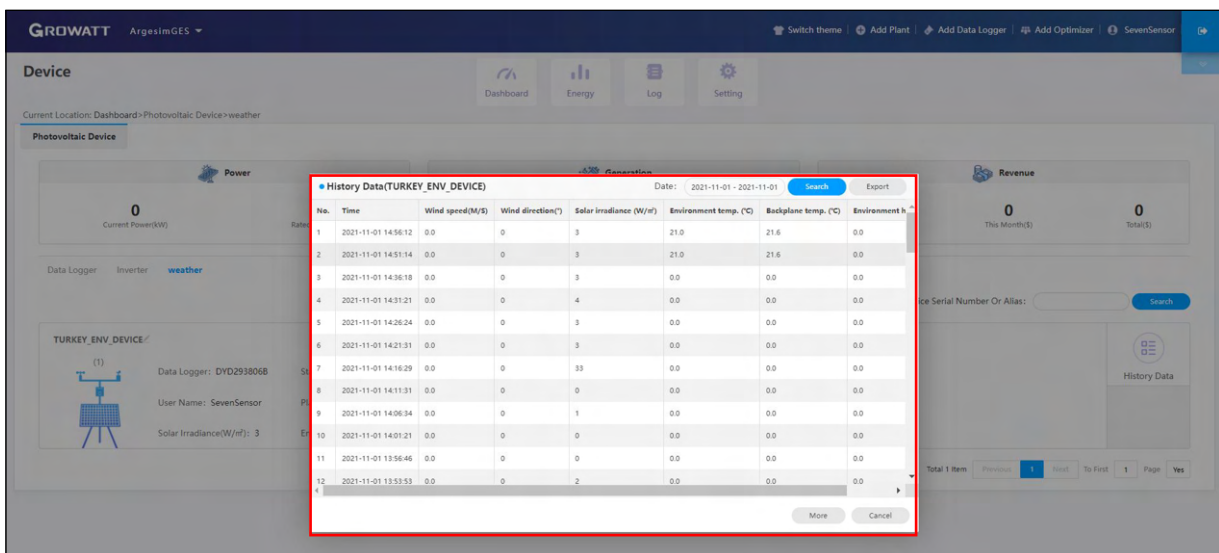 GROWATT ArgesimGES Switch theme Add Plant Add Data Logger Add Optimizer SevenSensor
Device
Dashboard Energy Log Setting
Current Location: Dashboard>Photovoltaic Device>weather
Photovoltaic Device
Power Generation Revenue
0
Current Power(kW)
0
This Month($)
0
Total($)
Data Logger Inverter weather
Serial Number Or Alias: Search
TURKEY_ENV_DEVICE
(1)
Data Logger: DYD293806B
User Name: SevenSensor
Solar Irradiance(W/㎡): 3
History Data
Total 1 Item Previous 1 Next To First 1 Page Yes
History Data(TURKEY_ENV_DEVICE) Date: 2021-11-01 - 2021-11-01 Search Export
No. Time Wind speed(M/S) Wind direction(°) Solar irradiance (W/㎡) Environment temp. (℃) Backplane temp. (℃) Environment h
1 2021-11-01 14:56:12 0.0 0 3 21.0 21.6 0.0
2 2021-11-01 14:51:14 0.0 0 3 21.0 21.6 0.0
3 2021-11-01 14:36:18 0.0 0 3 0.0 0.0 0.0
4 2021-11-01 14:31:21 0.0 0 4 0.0 0.0 0.0
5 2021-11-01 14:26:24 0.0 0 3 0.0 0.0 0.0
6 2021-11-01 14:21:31 0.0 0 3 0.0 0.0 0.0
7 2021-11-01 14:16:29 0.0 0 33 0.0 0.0 0.0
8 2021-11-01 14:11:31 0.0 0 0 0.0 0.0 0.0
9 2021-11-01 14:06:34 0.0 0 1 0.0 0.0 0.0
10 2021-11-01 14:01:21 0.0 0 0 0.0 0.0 0.0
11 2021-11-01 13:56:46 0.0 0 0 0.0 0.0 0.0
12 2021-11-01 13:53:53 0.0 0 2 0.0 0.0 0.0
More Cancel